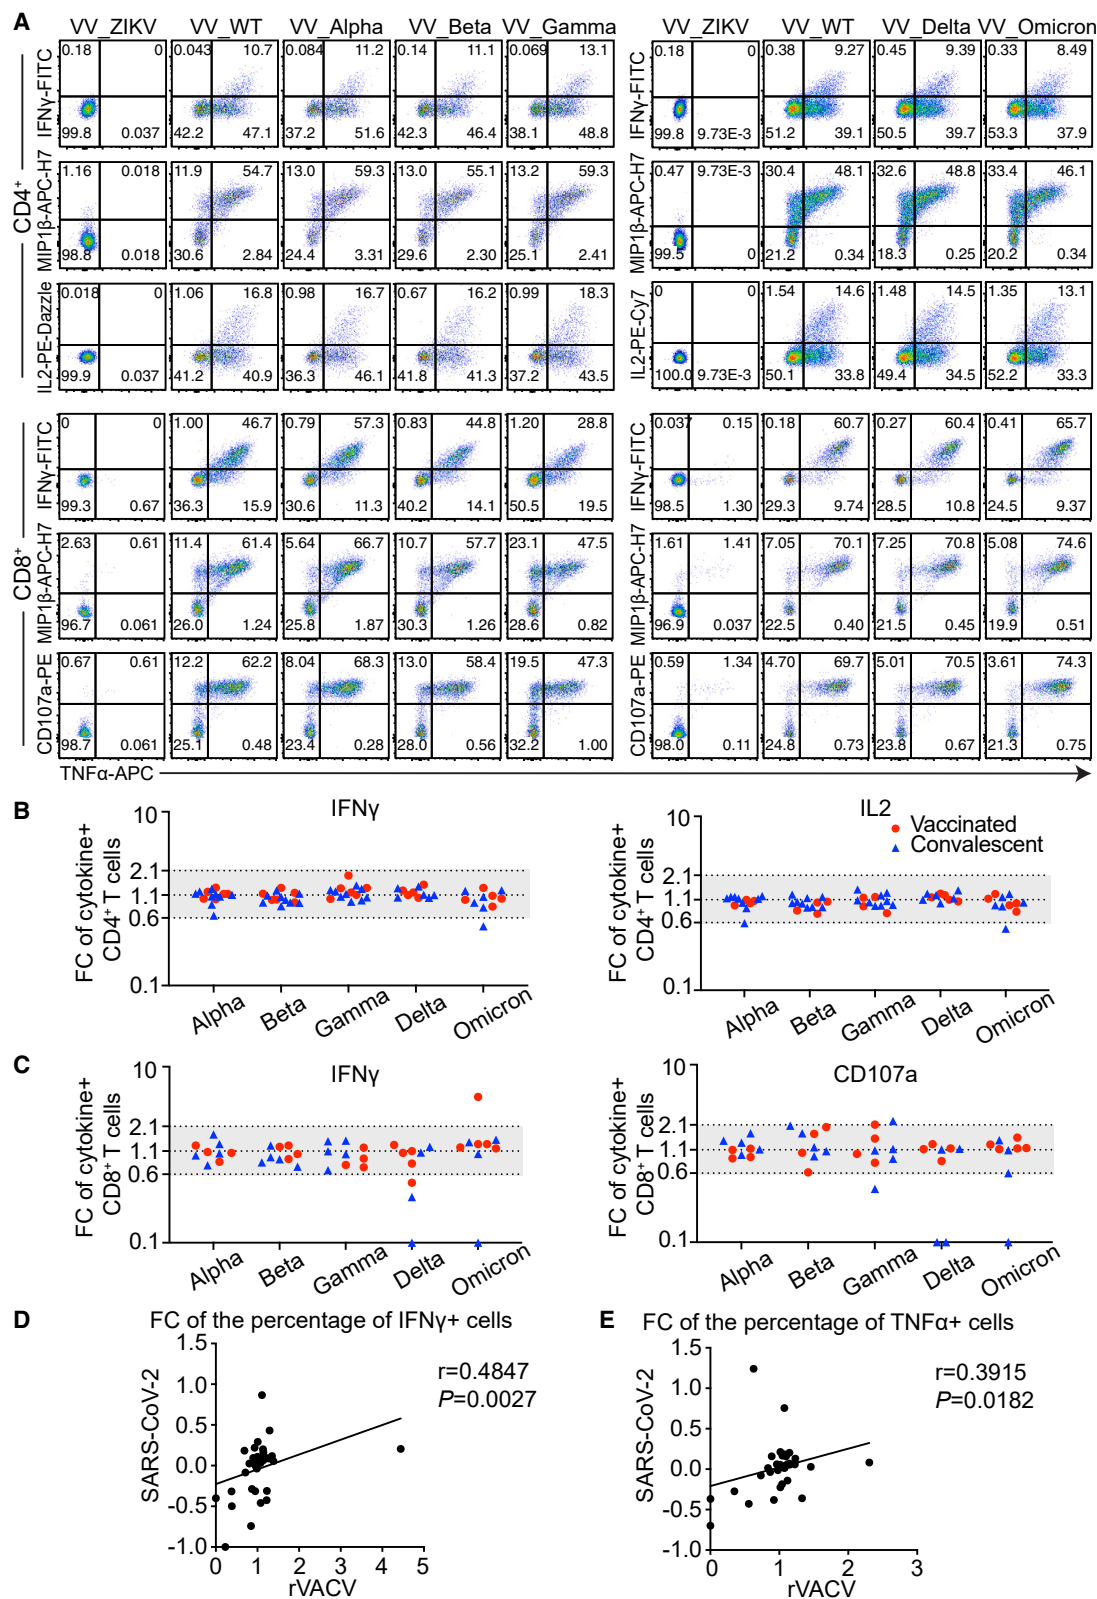 A
VV_ZIKV VV_WT VV_Alpha VV_Beta VV_Gamma VV_ZIKV VV_WT VV_Delta VV_Omicron
CD4+
IFNγ-FITC
0.18 0 0.043 10.7 0.084 11.2 0.14 11.1 0.069 13.1
99.8 0.037 42.2 47.1 37.2 51.6 42.3 46.4 38.1 48.8
IFNγ-FITC
0.18 0 0.38 9.27 0.45 9.39 0.33 8.49
99.8 9.73E-3 51.2 39.1 50.5 39.7 53.3 37.9
MIP1β-APC-H7
1.16 0.018 11.9 54.7 13.0 59.3 13.0 55.1 13.2 59.3
98.8 0.018 30.6 2.84 24.4 3.31 29.6 2.30 25.1 2.41
MIP1β-APC-H7
0.47 9.73E-3 30.4 48.1 32.6 48.8 33.4 46.1
99.5 0 21.2 0.34 18.3 0.25 20.2 0.34
IL2-PE-Dazzle
0.018 0 1.06 16.8 0.98 16.7 0.67 16.2 0.99 18.3
99.9 0.037 41.2 40.9 36.3 46.1 41.8 41.3 37.2 43.5
IL2-PE-Cy7
0 0 1.54 14.6 1.48 14.5 1.35 13.1
100.0 9.73E-3 50.1 33.8 49.4 34.5 52.2 33.3
CD8+
IFNγ-FITC
0 0 1.00 46.7 0.79 57.3 0.83 44.8 1.20 28.8
99.3 0.67 36.3 15.9 30.6 11.3 40.2 14.1 50.5 19.5
IFNγ-FITC
0.037 0.15 0.18 60.7 0.27 60.4 0.41 65.7
98.5 1.30 29.3 9.74 28.5 10.8 24.5 9.37
MIP1β-APC-H7
2.63 0.61 11.4 61.4 5.64 66.7 10.7 57.7 23.1 47.5
96.7 0.061 26.0 1.24 25.8 1.87 30.3 1.26 28.6 0.82
MIP1β-APC-H7
1.61 1.41 7.05 70.1 7.25 70.8 5.08 74.6
96.9 0.037 22.5 0.40 21.5 0.45 19.9 0.51
CD107a-PE
0.67 0.61 12.2 62.2 8.04 68.3 13.0 58.4 19.5 47.3
98.7 0.061 25.1 0.48 23.4 0.28 28.0 0.56 32.2 1.00
CD107a-PE
0.59 1.34 4.70 69.7 5.01 70.5 3.61 74.3
98.0 0.11 24.8 0.73 23.8 0.67 21.3 0.75
TNFα-APC
B
IFNγ
FC of cytokine+
CD4+ T cells
10
2.1
1.1
0.6
0.1
Alpha Beta Gamma Delta Omicron
IL2
Vaccinated
Convalescent
FC of cytokine+
CD4+ T cells
10
2.1
1.1
0.6
0.1
Alpha Beta Gamma Delta Omicron
C
IFNγ
FC of cytokine+
CD8+ T cells
10
2.1
1.1
0.6
0.1
Alpha Beta Gamma Delta Omicron
CD107a
FC of cytokine+
CD8+ T cells
10
2.1
1.1
0.6
0.1
Alpha Beta Gamma Delta Omicron
D
FC of the percentage of IFNγ+ cells
r=0.4847
P=0.0027
SARS-CoV-2
1.5
1.0
0.5
0.0
-0.5
-1.0
0 1 2 3 4 5
rVACV
E
FC of the percentage of TNFα+ cells
r=0.3915
P=0.0182
SARS-CoV-2
1.5
1.0
0.5
0.0
-0.5
-1.0
0 1 2 3
rVACV